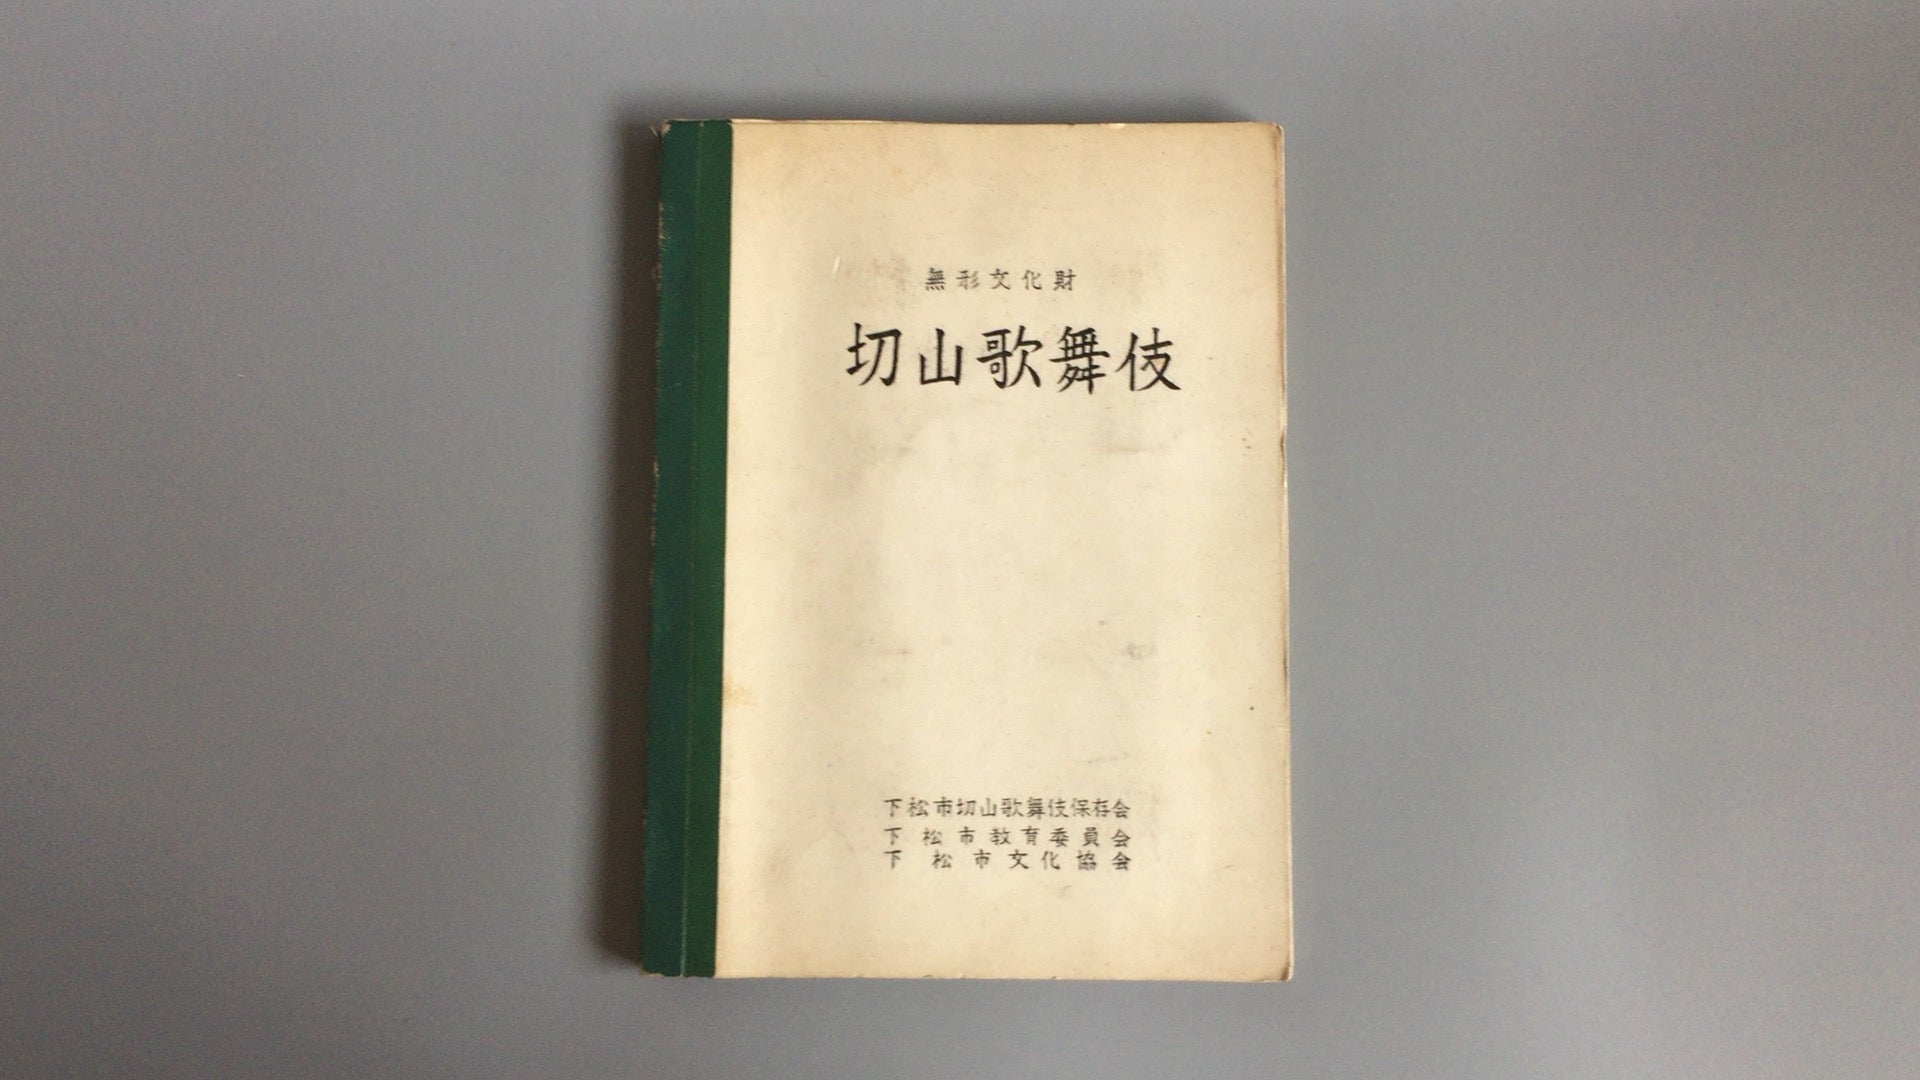 無形文化財
切山歌舞伎
下松市切山歌舞伎保存会
下松市教育委員会
下松市文化協会